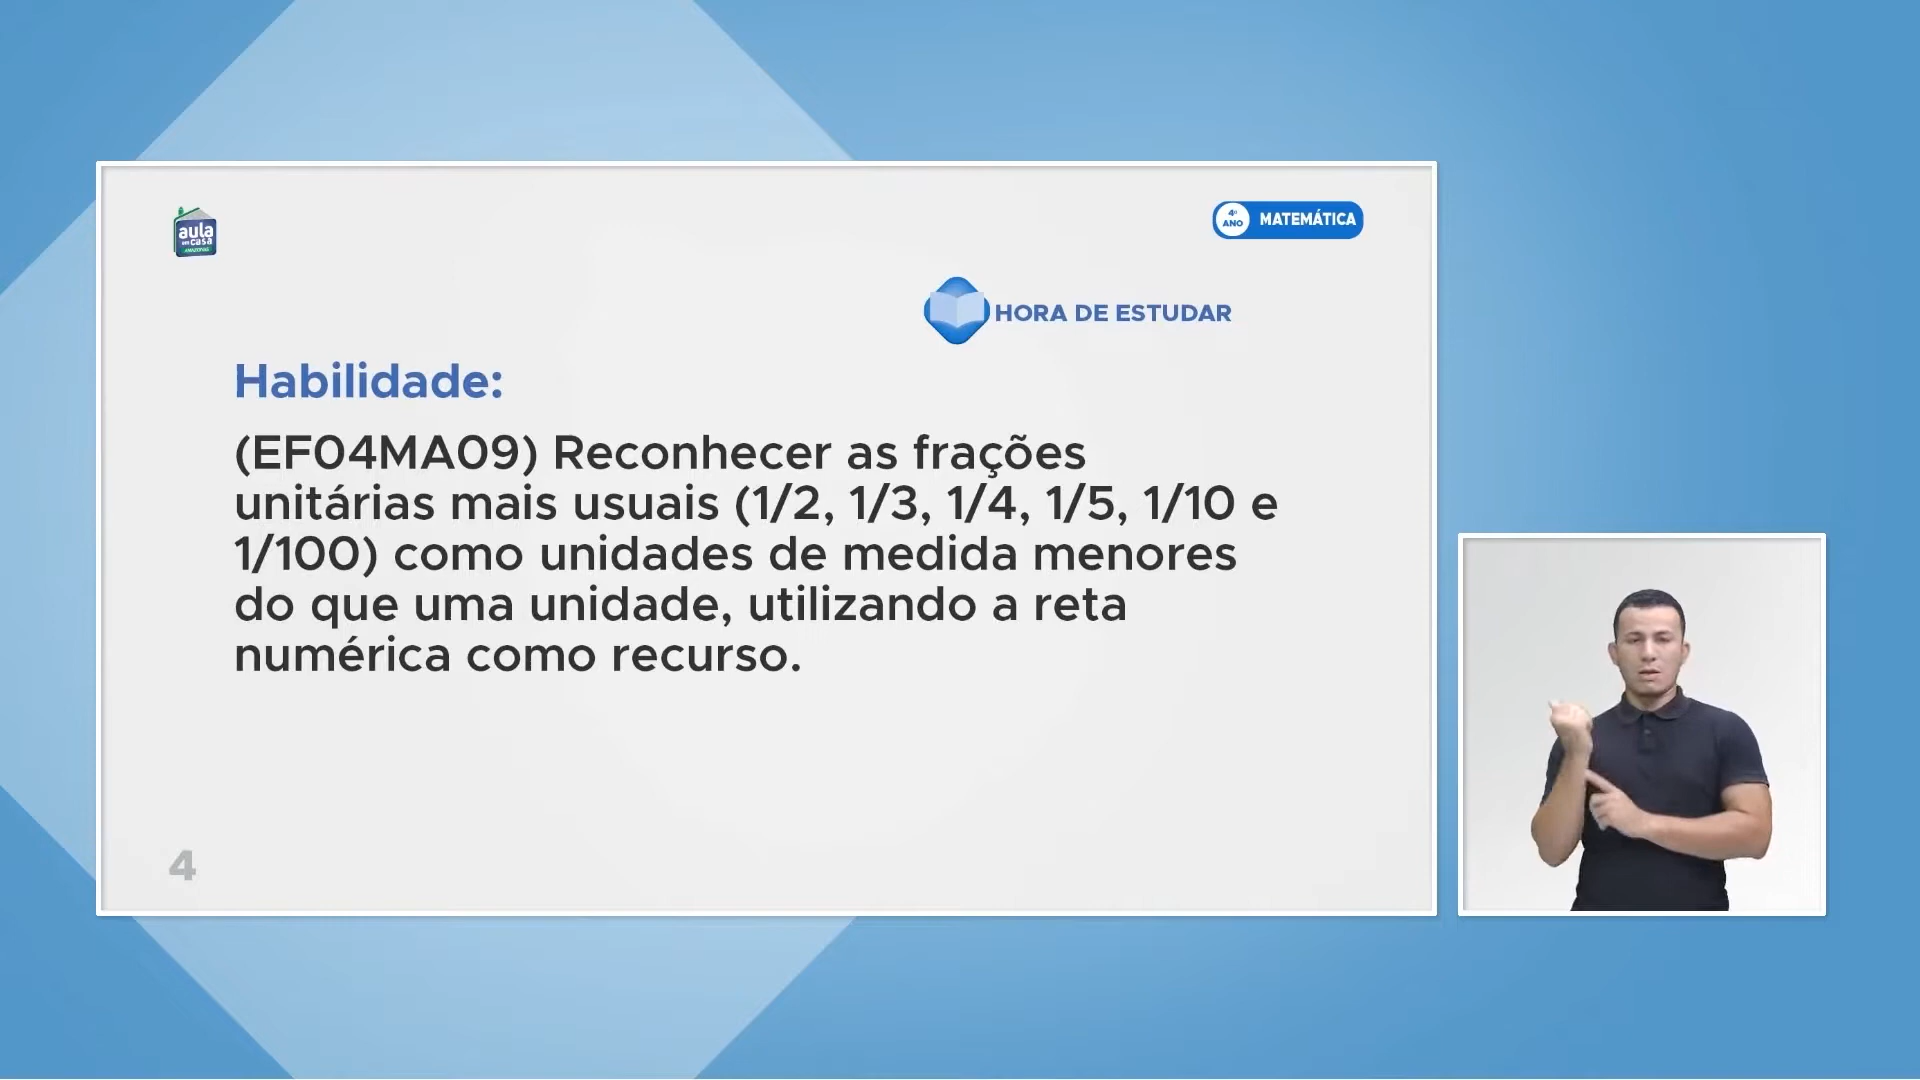 aula
em casa
AMAZONAS
4º
ANO
MATEMÁTICA
HORA DE ESTUDAR
Habilidade:
(EF04MA09) Reconhecer as frações
unitárias mais usuais (1/2, 1/3, 1/4, 1/5, 1/10 e
1/100) como unidades de medida menores
do que uma unidade, utilizando a reta
numérica como recurso.
4